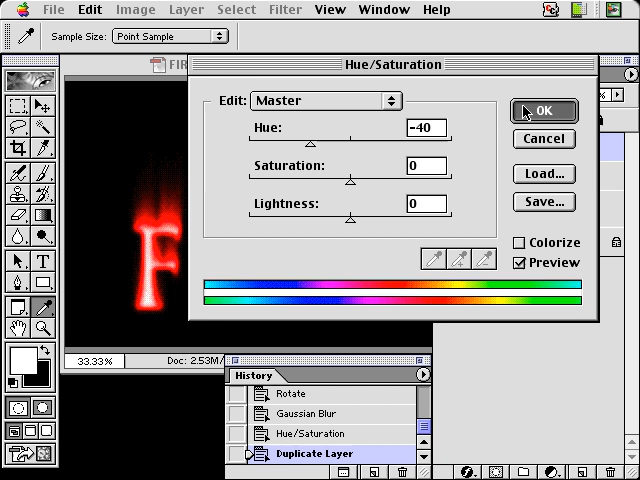 File Edit Image Layer Select Filter View Window Help
Sample Size: Point Sample
FIR
Hue/Saturation
Edit: Master
Hue: -40
Saturation: 0
Lightness: 0
OK
Cancel
Load...
Save...
Colorize
Preview
%
F
T
33.33% Doc: 2.53M/
History
Rotate
Gaussian Blur
Hue/Saturation
Duplicate Layer